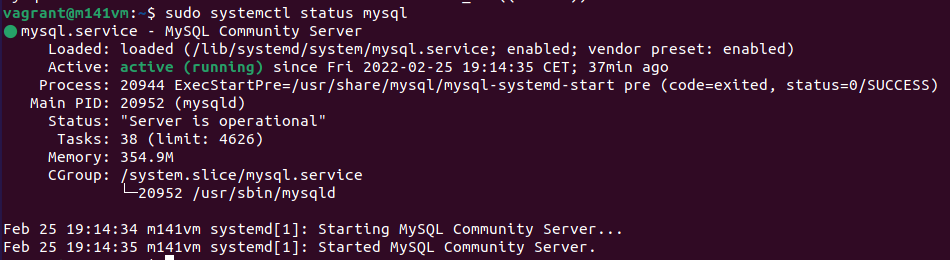 vagrant@m141vm:~$ sudo systemctl status mysql
● mysql.service - MySQL Community Server
     Loaded: loaded (/lib/systemd/system/mysql.service; enabled; vendor preset: enabled)
     Active: active (running) since Fri 2022-02-25 19:14:35 CET; 37min ago
    Process: 20944 ExecStartPre=/usr/share/mysql/mysql-systemd-start pre (code=exited, status=0/SUCCESS)
   Main PID: 20952 (mysqld)
     Status: "Server is operational"
      Tasks: 38 (limit: 4626)
     Memory: 354.9M
     CGroup: /system.slice/mysql.service
             └─20952 /usr/sbin/mysqld
Feb 25 19:14:34 m141vm systemd[1]: Starting MySQL Community Server...
Feb 25 19:14:35 m141vm systemd[1]: Started MySQL Community Server.